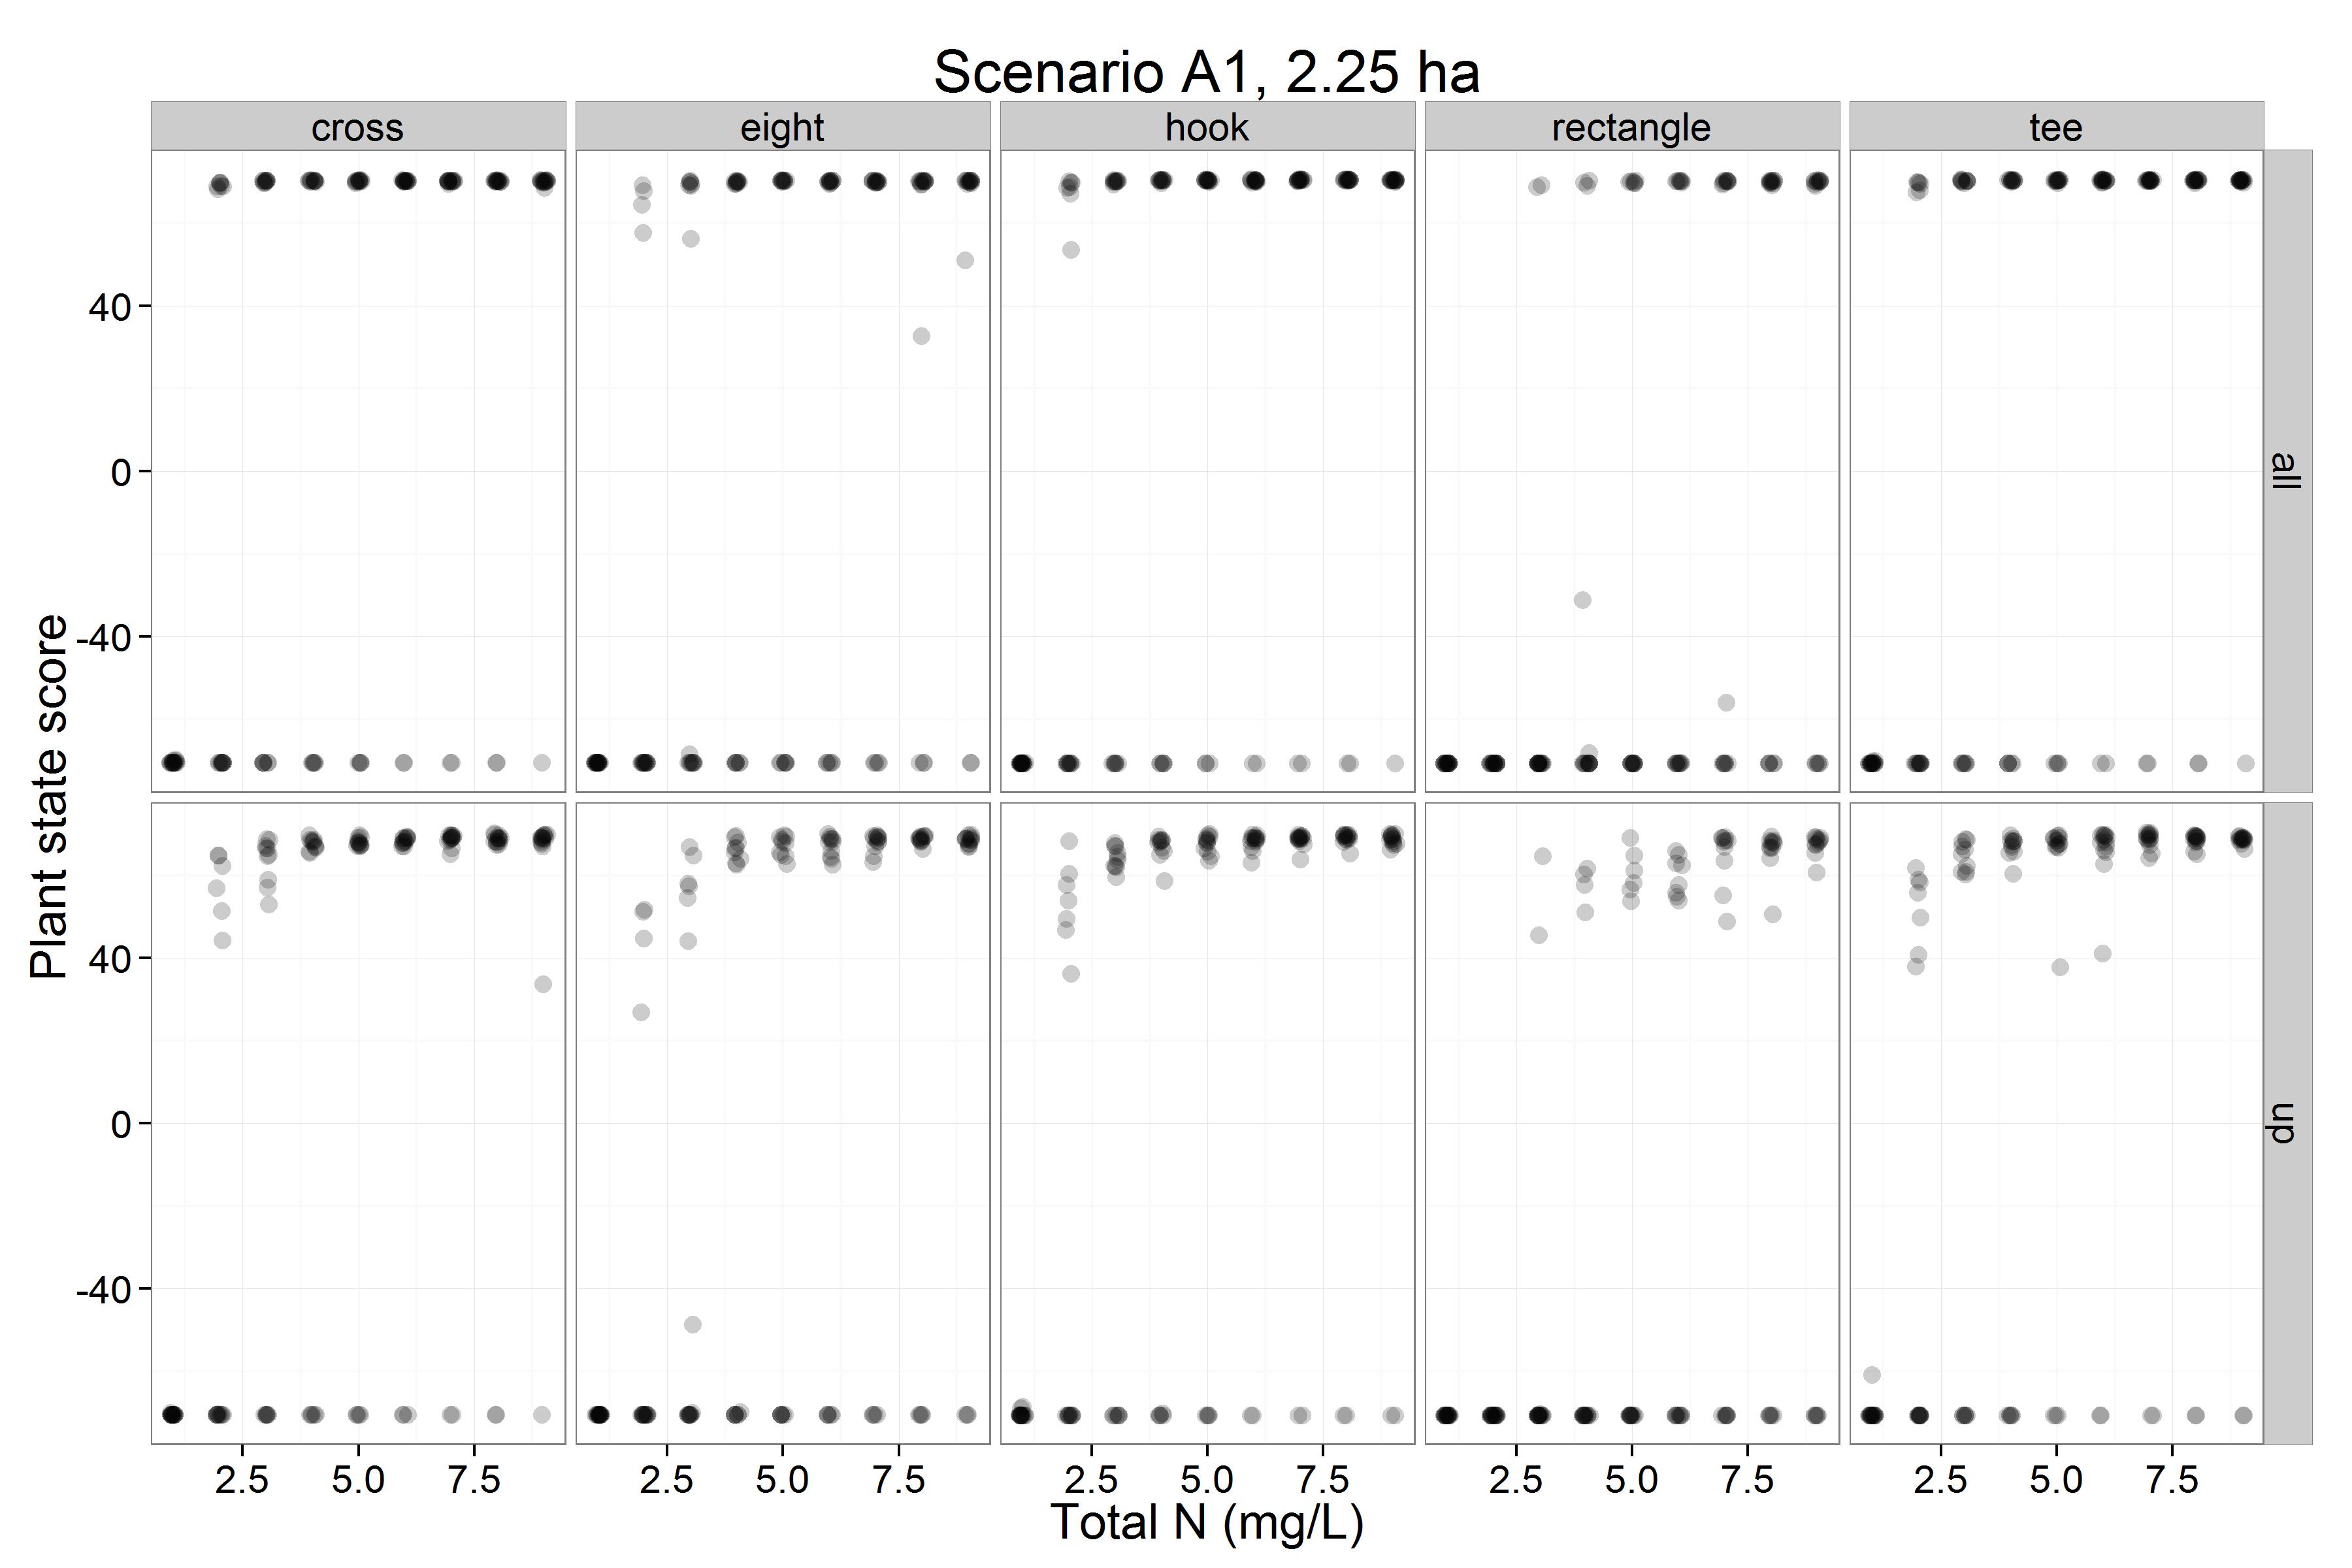 Scenario A1, 2.25 ha
cross eight hook rectangle tee
40
0
-40
all
40
0
-40
up
Plant state score
2.5 5.0 7.5 2.5 5.0 7.5 2.5 5.0 7.5 2.5 5.0 7.5 2.5 5.0 7.5
Total N (mg/L)